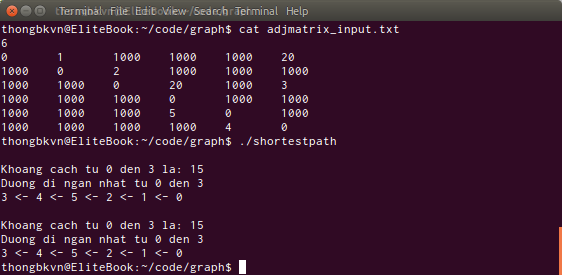 Terminal File Edit View Search Terminal Help
thongbkvn@EliteBook:~/code/graph$ cat adjmatrix_input.txt
6
0 1 1000 1000 1000 20
1000 0 2 1000 1000 1000
1000 1000 0 20 1000 3
1000 1000 1000 0 1000 1000
1000 1000 1000 5 0 1000
1000 1000 1000 1000 4 0
thongbkvn@EliteBook:~/code/graph$ ./shortestpath
Khoang cach tu 0 den 3 la: 15
Duong di ngan nhat tu 0 den 3
3 <- 4 <- 5 <- 2 <- 1 <- 0
Khoang cach tu 0 den 3 la: 15
Duong di ngan nhat tu 0 den 3
3 <- 4 <- 5 <- 2 <- 1 <- 0
thongbkvn@EliteBook:~/code/graph$